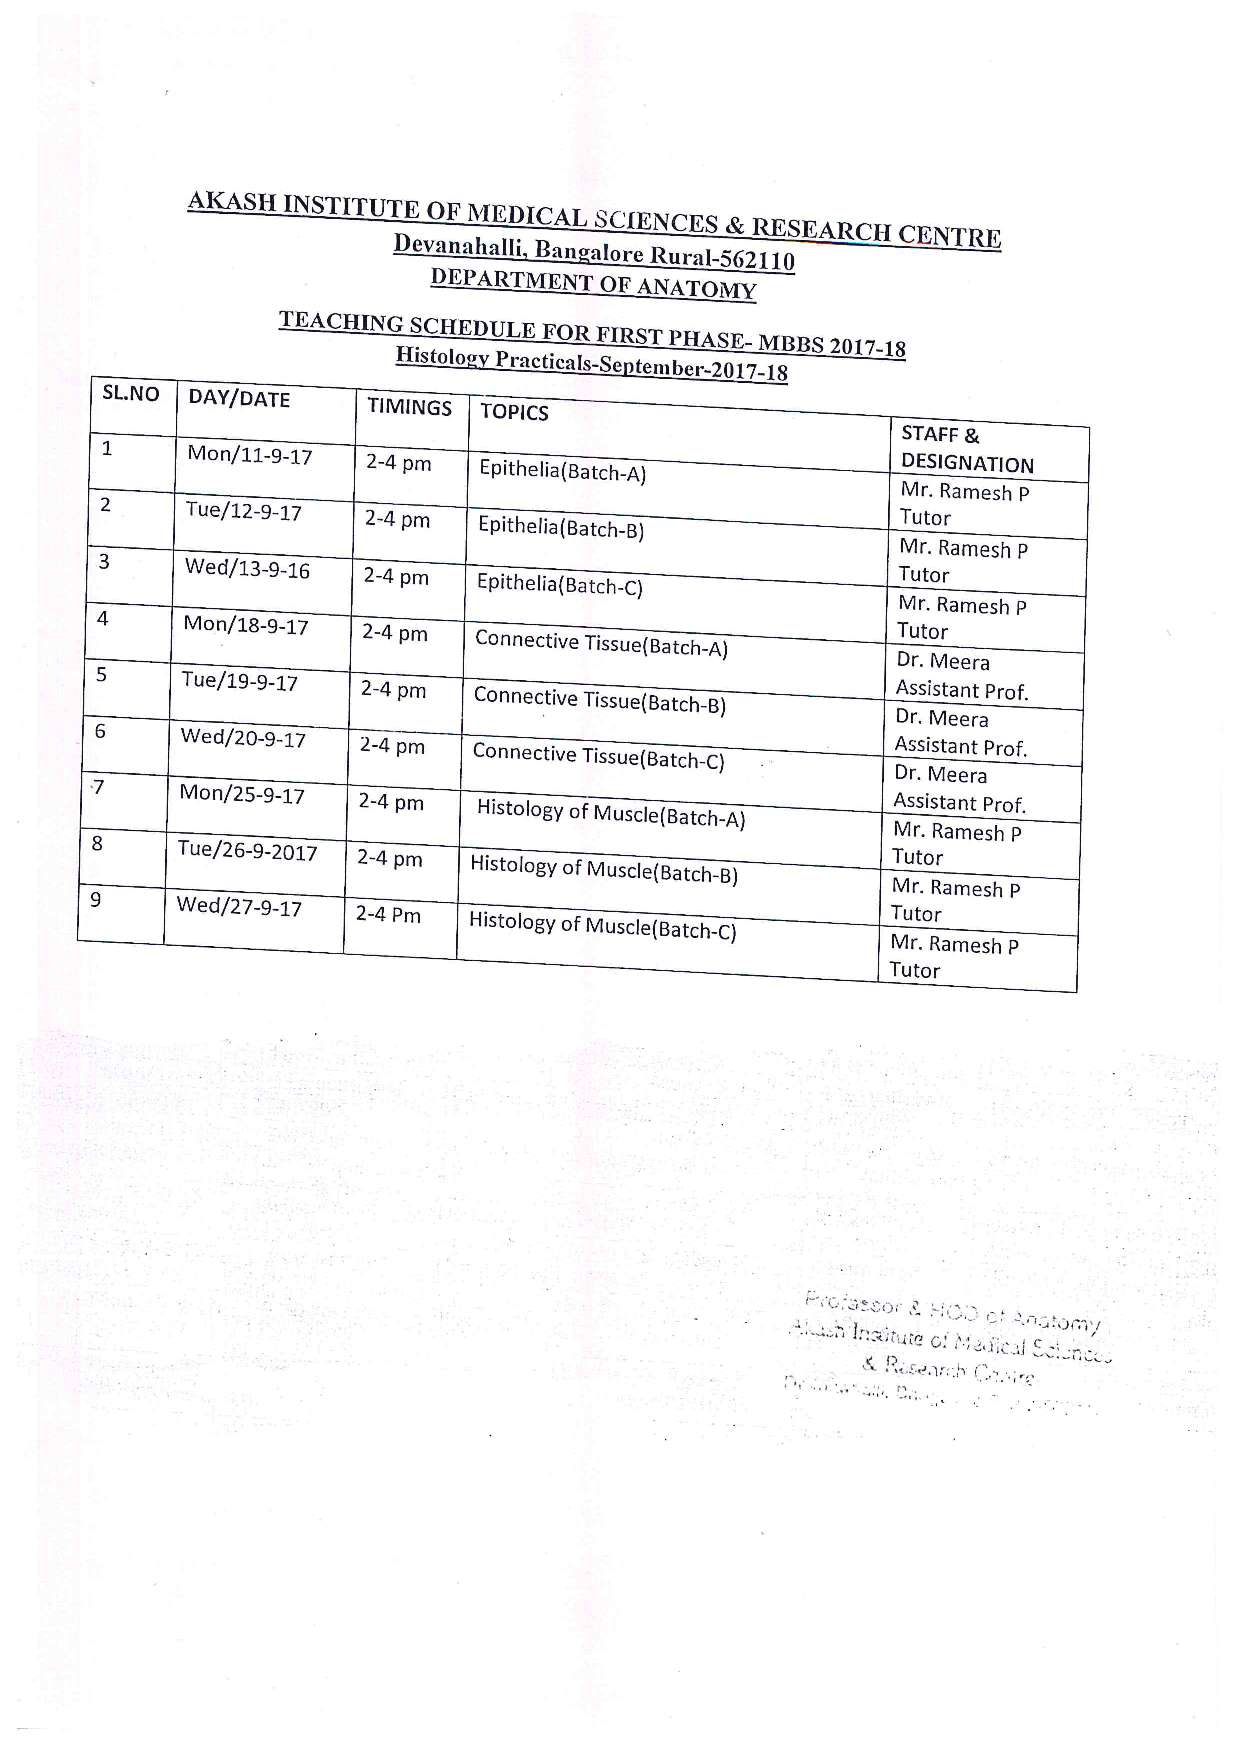 AKASH INSTITUTE OF MEDICAL SCIENCES & RESEARCH CENTRE
Devanahalli, Bangalore Rural-562110
DEPARTMENT OF ANATOMY
TEACHING SCHEDULE FOR FIRST PHASE- MBBS 2017-18
Histology Practicals-September-2017-18
SL.NO DAY/DATE TIMINGS TOPICS STAFF & DESIGNATION
1 Mon/11-9-17 2-4 pm Epithelia(Batch-A) Mr. Ramesh P Tutor
2 Tue/12-9-17 2-4 pm Epithelia(Batch-B) Mr. Ramesh P Tutor
3 Wed/13-9-16 2-4 pm Epithelia(Batch-C) Mr. Ramesh P Tutor
4 Mon/18-9-17 2-4 pm Connective Tissue(Batch-A) Dr. Meera Assistant Prof.
5 Tue/19-9-17 2-4 pm Connective Tissue(Batch-B) Dr. Meera Assistant Prof.
6 Wed/20-9-17 2-4 pm Connective Tissue(Batch-C) Dr. Meera Assistant Prof.
7 Mon/25-9-17 2-4 pm Histology of Muscle(Batch-A) Mr. Ramesh P Tutor
8 Tue/26-9-2017 2-4 pm Histology of Muscle(Batch-B) Mr. Ramesh P Tutor
9 Wed/27-9-17 2-4 Pm Histology of Muscle(Batch-C) Mr. Ramesh P Tutor
Professor & HOD of Anatomy
Akash Institute of Medical Sciences
& Research Centre